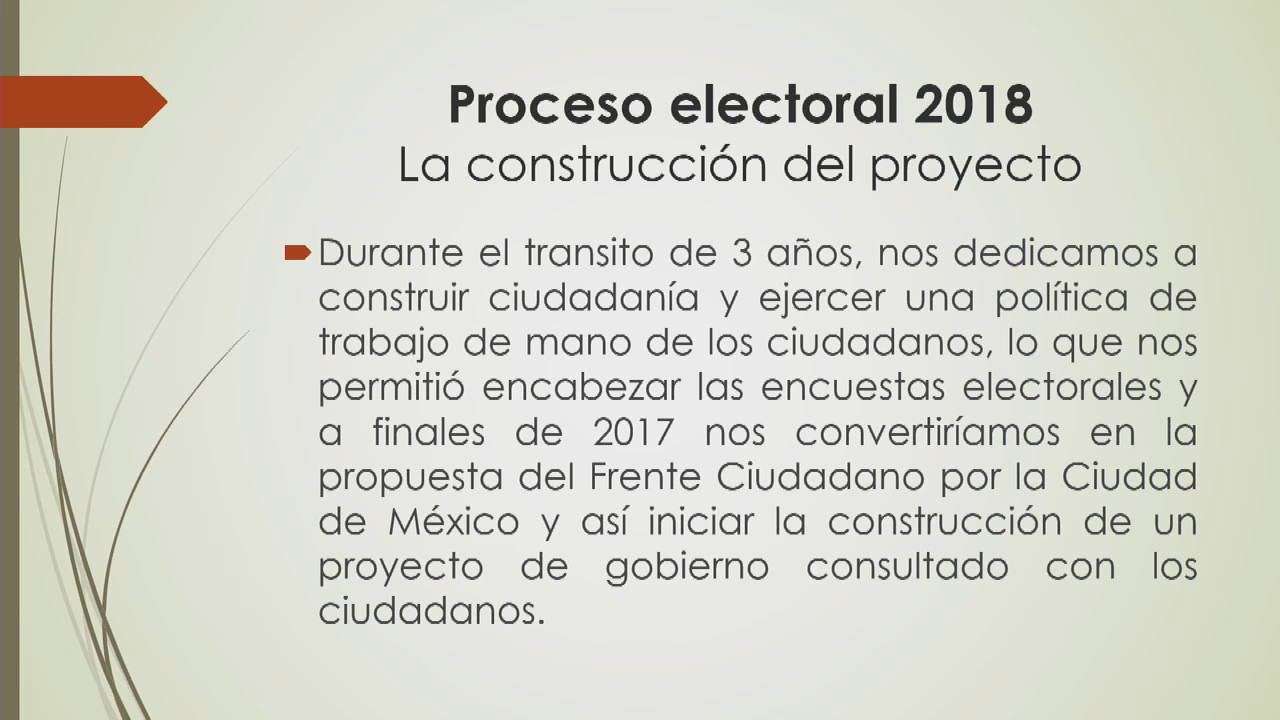 Proceso electoral 2018
La construcción del proyecto
Durante el transito de 3 años, nos dedicamos a
construir ciudadanía y ejercer una política de
trabajo de mano de los ciudadanos, lo que nos
permitió encabezar las encuestas electorales y
a finales de 2017 nos convertiríamos en la
propuesta del Frente Ciudadano por la Ciudad
de México y así iniciar la construcción de un
proyecto de gobierno consultado con los
ciudadanos.